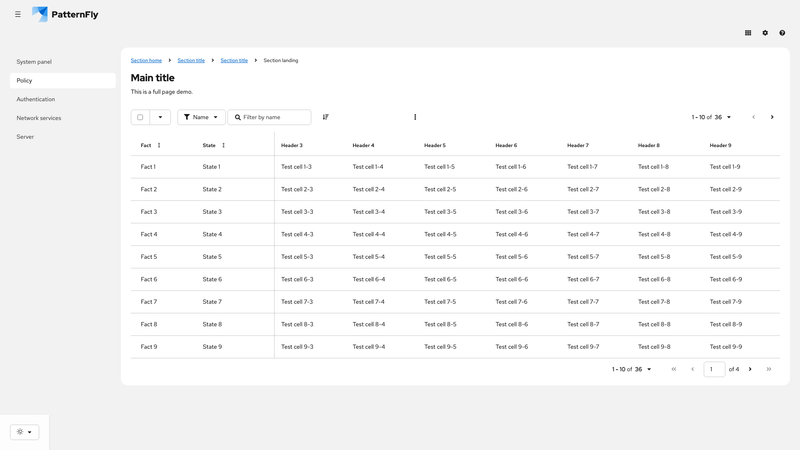 PatternFly
System panel
Policy
Authentication
Network services
Server
Section home Section title Section title Section landing
Main title
This is a full page demo.
Name Filter by name 1 - 10 of 36
Fact State Header 3 Header 4 Header 5 Header 6 Header 7 Header 8 Header 9
Fact 1 State 1 Test cell 1-3 Test cell 1-4 Test cell 1-5 Test cell 1-6 Test cell 1-7 Test cell 1-8 Test cell 1-9
Fact 2 State 2 Test cell 2-3 Test cell 2-4 Test cell 2-5 Test cell 2-6 Test cell 2-7 Test cell 2-8 Test cell 2-9
Fact 3 State 3 Test cell 3-3 Test cell 3-4 Test cell 3-5 Test cell 3-6 Test cell 3-7 Test cell 3-8 Test cell 3-9
Fact 4 State 4 Test cell 4-3 Test cell 4-4 Test cell 4-5 Test cell 4-6 Test cell 4-7 Test cell 4-8 Test cell 4-9
Fact 5 State 5 Test cell 5-3 Test cell 5-4 Test cell 5-5 Test cell 5-6 Test cell 5-7 Test cell 5-8 Test cell 5-9
Fact 6 State 6 Test cell 6-3 Test cell 6-4 Test cell 6-5 Test cell 6-6 Test cell 6-7 Test cell 6-8 Test cell 6-9
Fact 7 State 7 Test cell 7-3 Test cell 7-4 Test cell 7-5 Test cell 7-6 Test cell 7-7 Test cell 7-8 Test cell 7-9
Fact 8 State 8 Test cell 8-3 Test cell 8-4 Test cell 8-5 Test cell 8-6 Test cell 8-7 Test cell 8-8 Test cell 8-9
Fact 9 State 9 Test cell 9-3 Test cell 9-4 Test cell 9-5 Test cell 9-6 Test cell 9-7 Test cell 9-8 Test cell 9-9
1 - 10 of 36 1 of 4